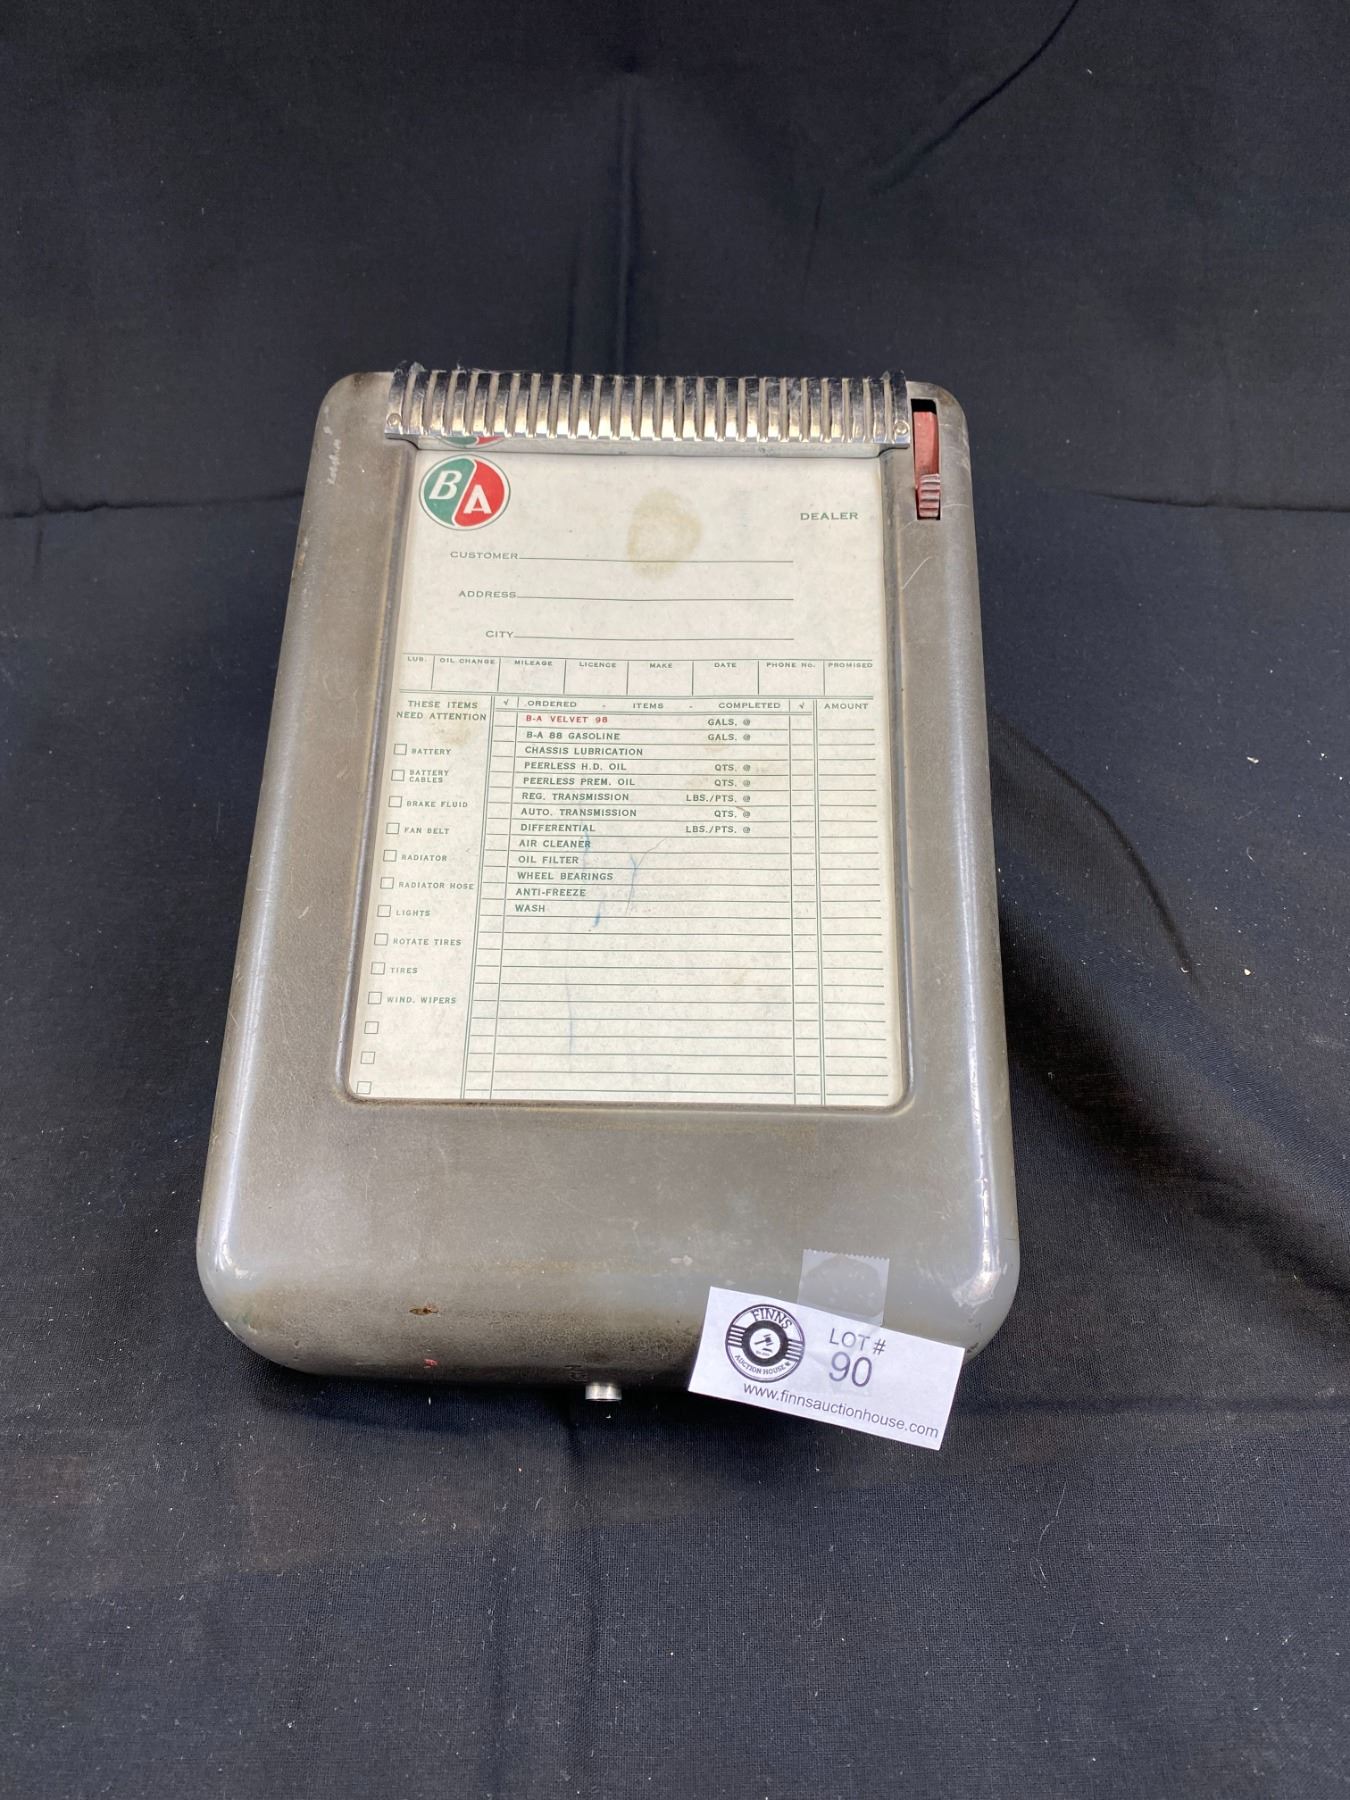 BA
DEALER
CUSTOMER
ADDRESS
CITY
LUB. OIL CHANGE MILEAGE LICENCE MAKE DATE PHONE No. PROMISED
THESE ITEMS NEED ATTENTION
√ ORDERED - ITEMS - COMPLETED √ AMOUNT
B-A VELVET 98 GALS. @
B-A 88 GASOLINE GALS. @
CHASSIS LUBRICATION
PEERLESS H.D. OIL QTS. @
PEERLESS PREM. OIL QTS. @
REG. TRANSMISSION LBS./PTS. @
AUTO. TRANSMISSION QTS. @
DIFFERENTIAL LBS./PTS. @
AIR CLEANER
OIL FILTER
WHEEL BEARINGS
ANTI-FREEZE
WASH
BATTERY
BATTERY CABLES
BRAKE FLUID
FAN BELT
RADIATOR
RADIATOR HOSE
LIGHTS
ROTATE TIRES
TIRES
WIND. WIPERS
FINNS
AUCTION HOUSE
LOT #
90
www.finnsauctionhouse.com